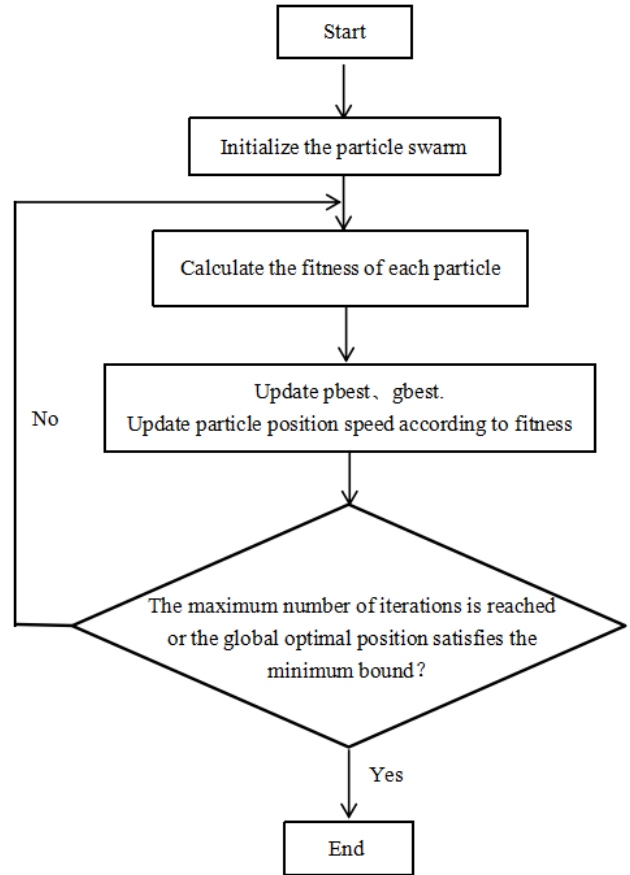 Start
Initialize the particle swarm
Calculate the fitness of each particle
Update pbest、gbest.
Update particle position speed according to fitness
No
The maximum number of iterations is reached
or the global optimal position satisfies the
minimum bound？
Yes
End